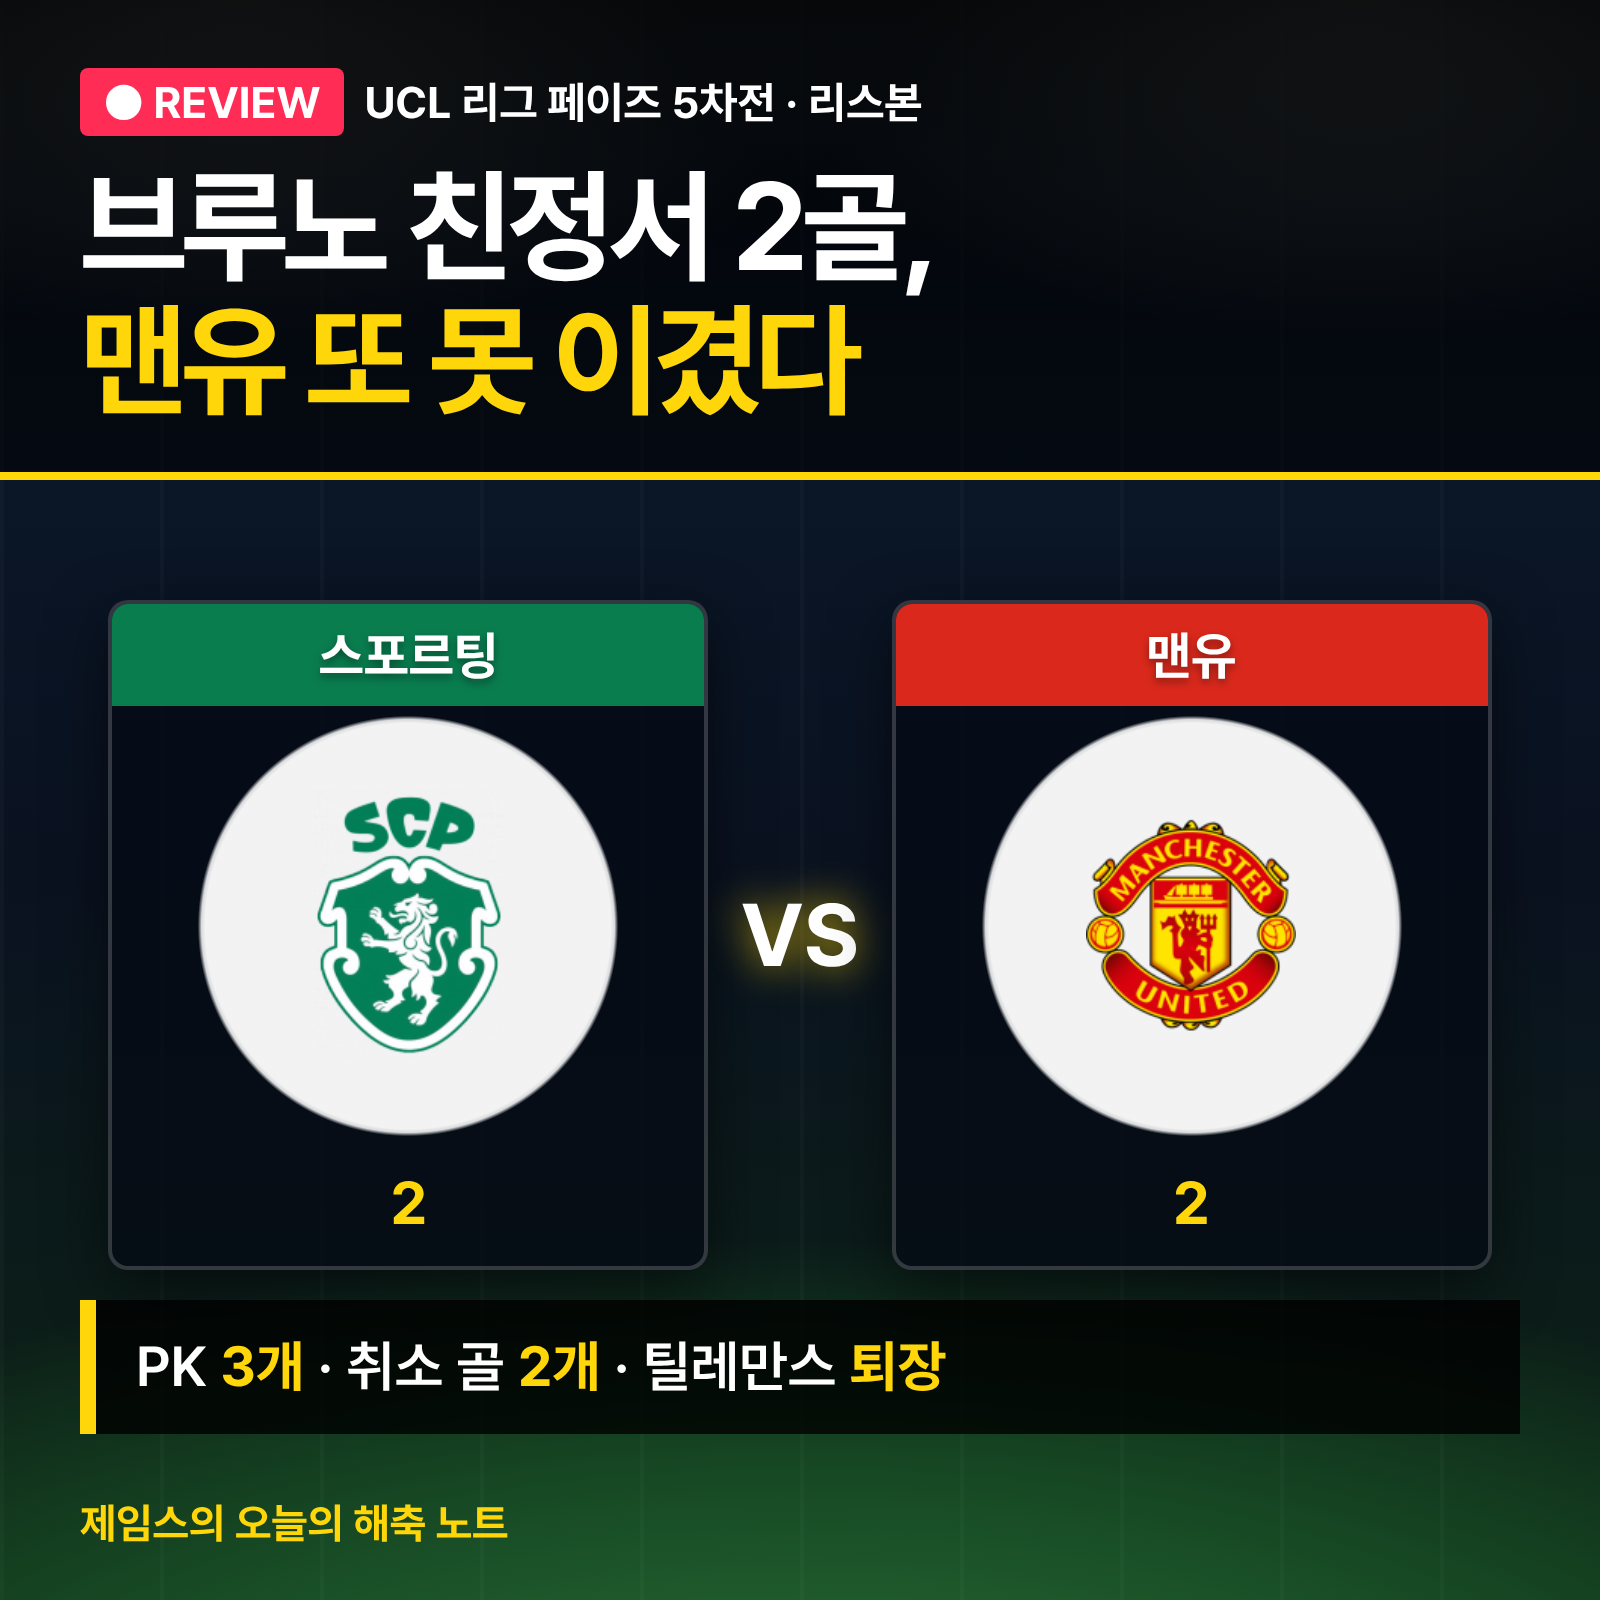 REVIEW UCL 리그 페이즈 5차전 · 리스본
브루노 친정서 2골,
맨유 또 못 이겼다
스포르팅
맨유
SCP
MANCHESTER
UNITED
VS
2
2
PK 3개 · 취소 골 2개 · 틸레만스 퇴장
제임스의 오늘의 해축 노트